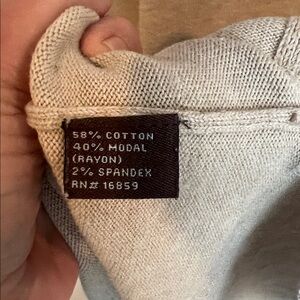 58% COTTON
40% MODAL
(RAYON)
2% SPANDEX
RN# 16859